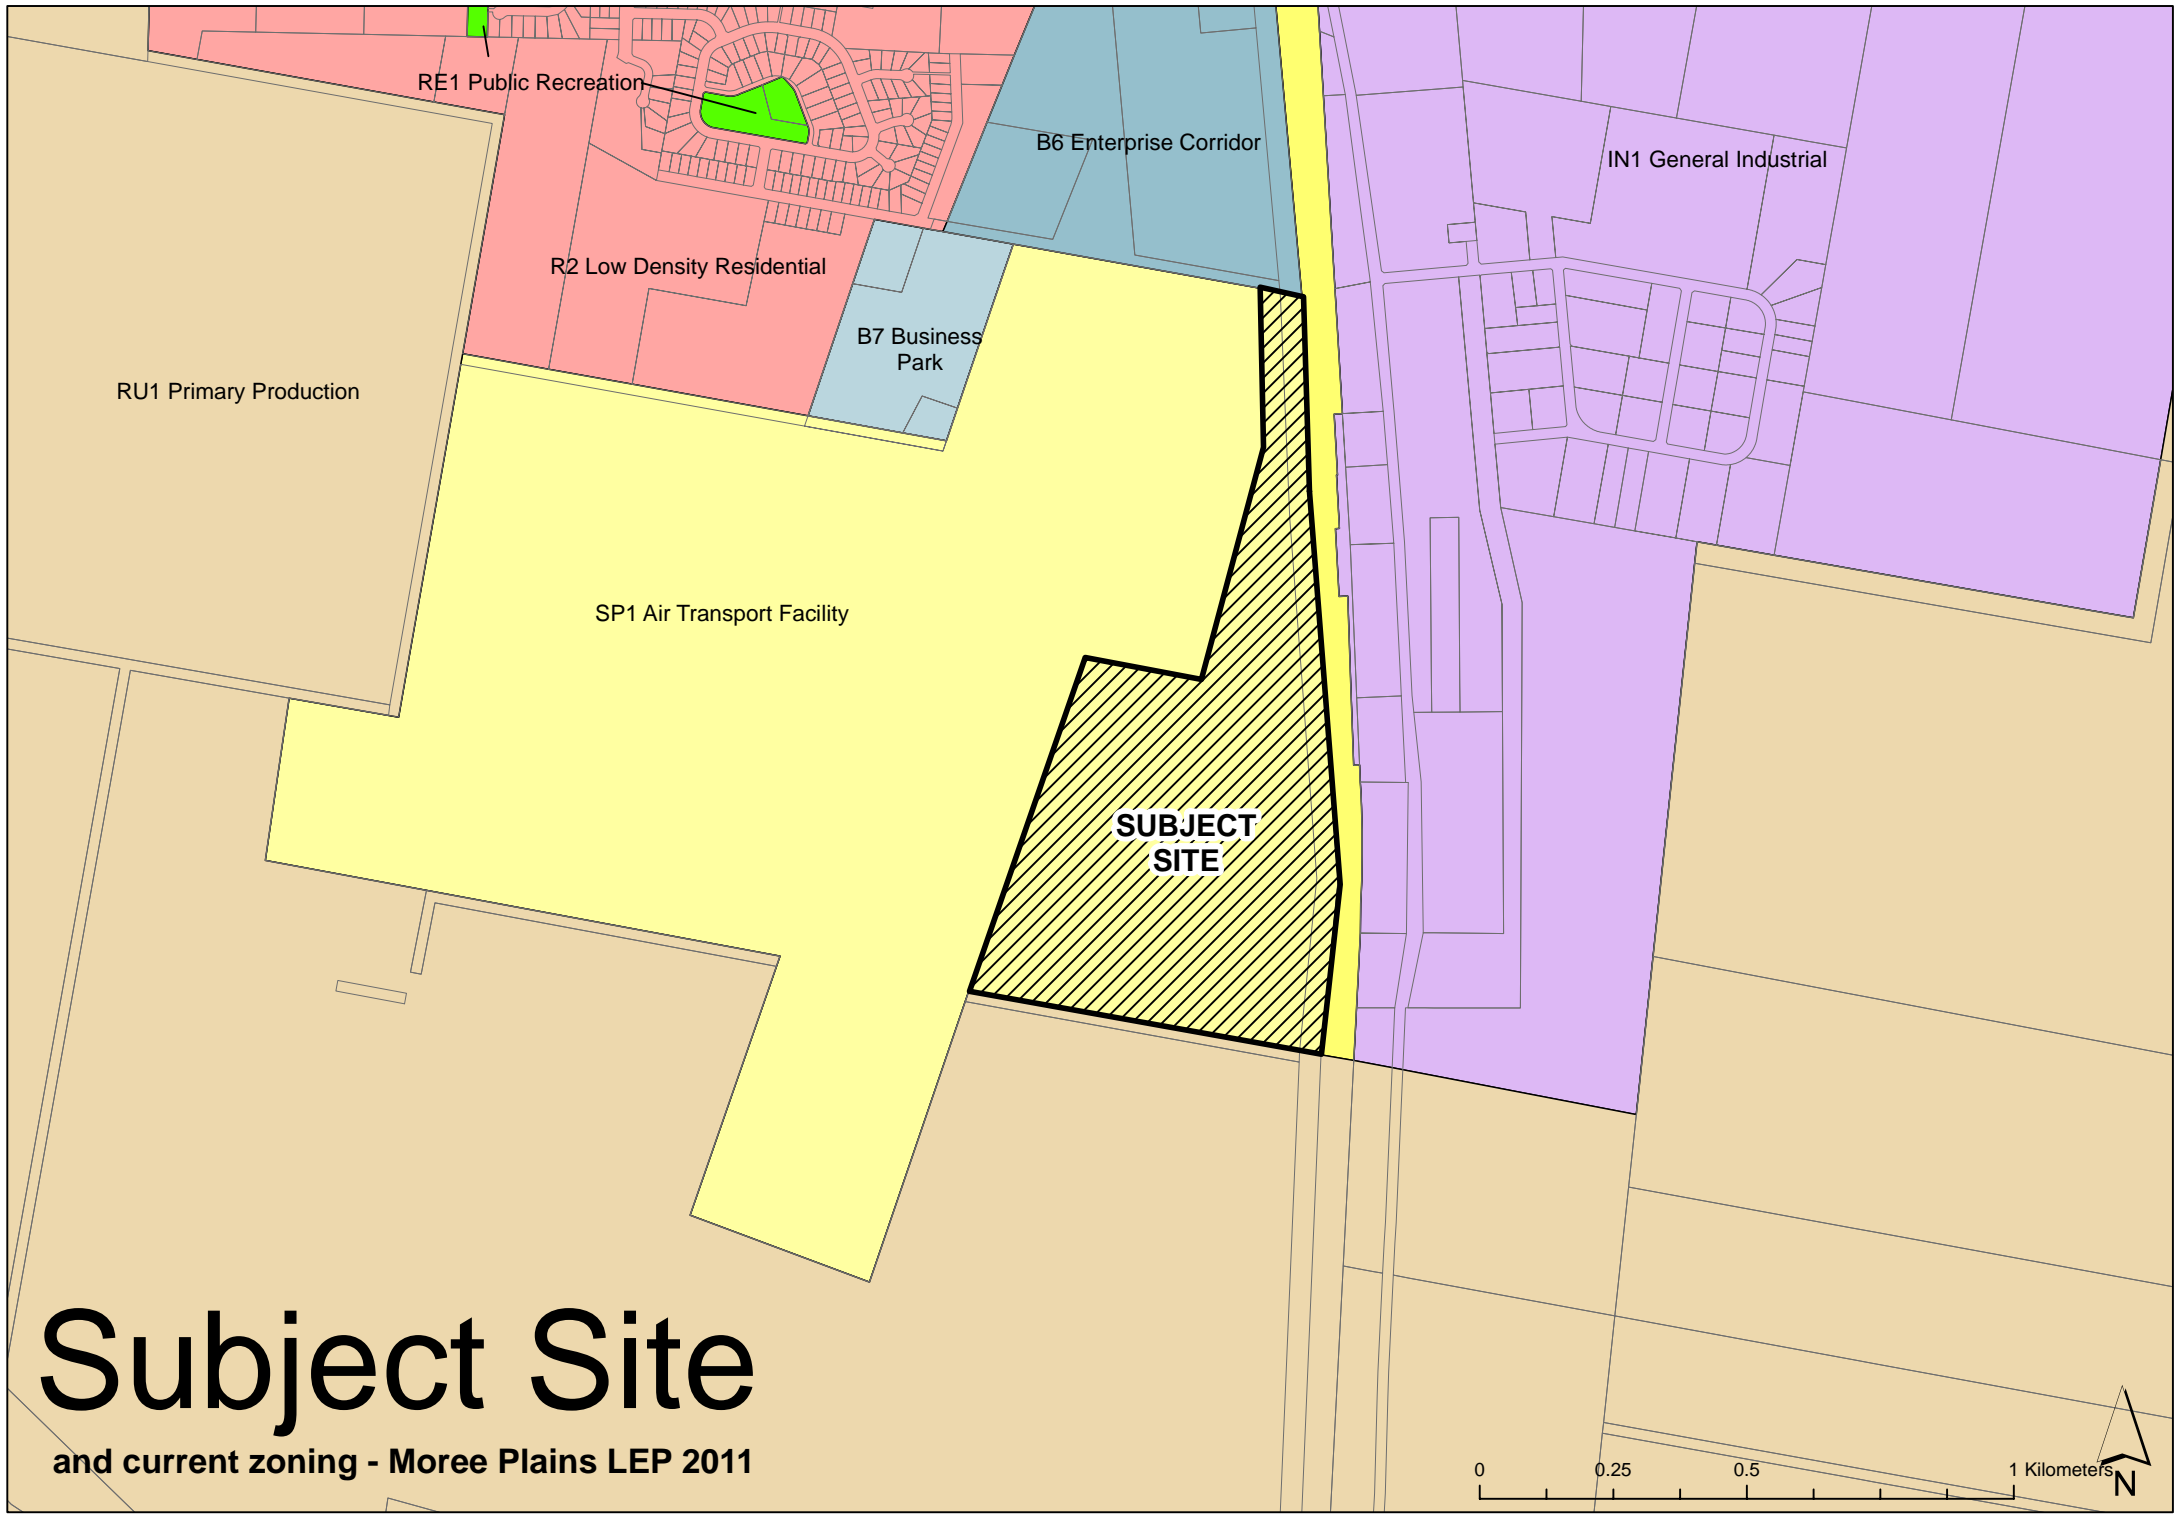 RE1 Public Recreation
B6 Enterprise Corridor
IN1 General Industrial
R2 Low Density Residential
B7 Business
Park
RU1 Primary Production
SP1 Air Transport Facility
SUBJECT
SITE
Subject Site
and current zoning - Moree Plains LEP 2011
0 0.25 0.5 1 Kilometers
N